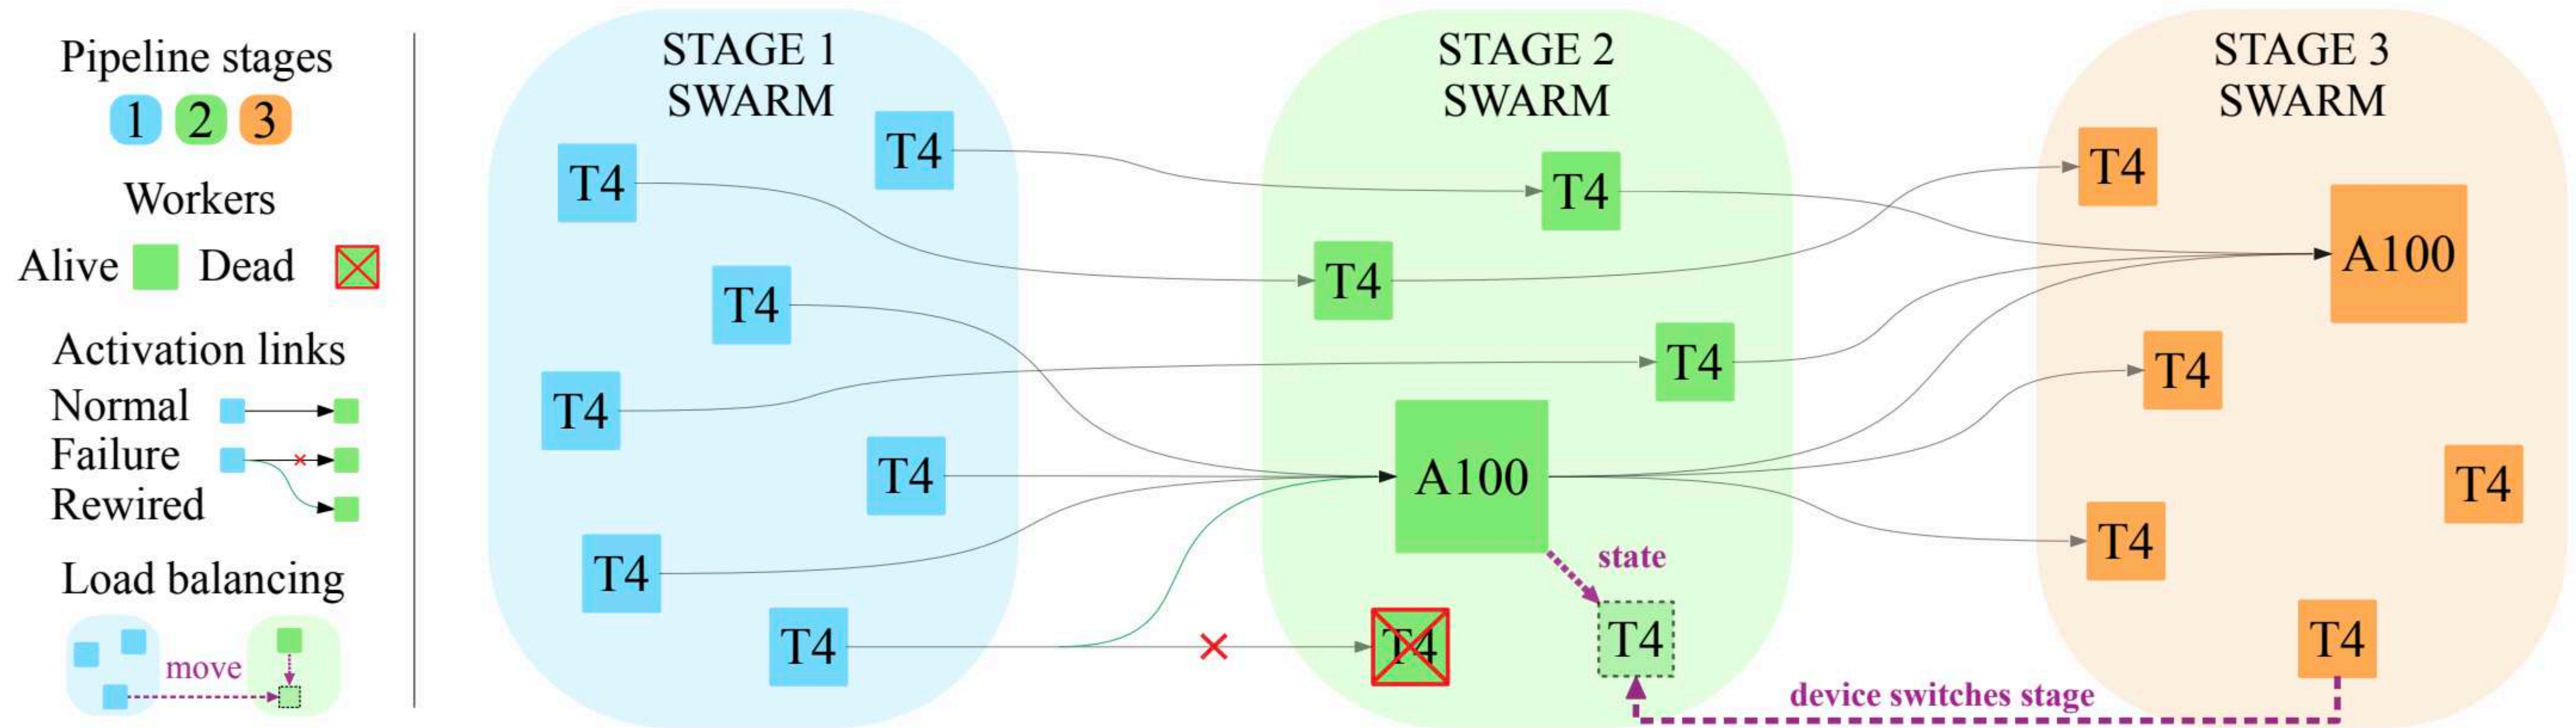 Pipeline stages
1 2 3
Workers
Alive Dead
Activation links
Normal
Failure
Rewired
Load balancing
move
STAGE 1
SWARM
T4
T4
T4
T4
T4
T4
T4
STAGE 2
SWARM
T4
T4
T4
A100
state
T4
T4
device switches stage
STAGE 3
SWARM
T4
A100
T4
T4
T4
T4